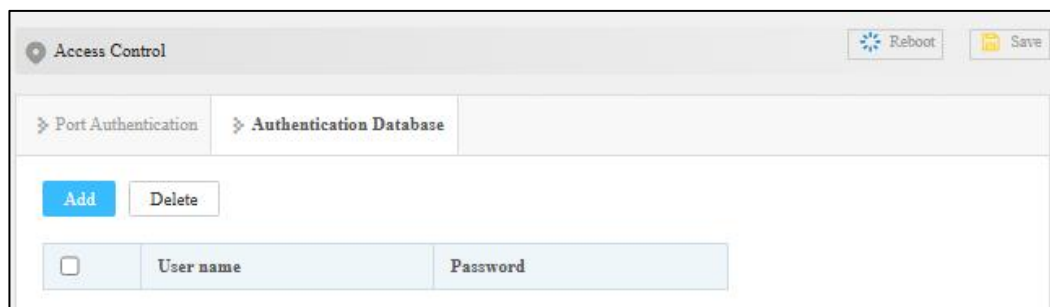 Access Control
Reboot
Save
Port Authentication
Authentication Database
Add
Delete
User name
Password